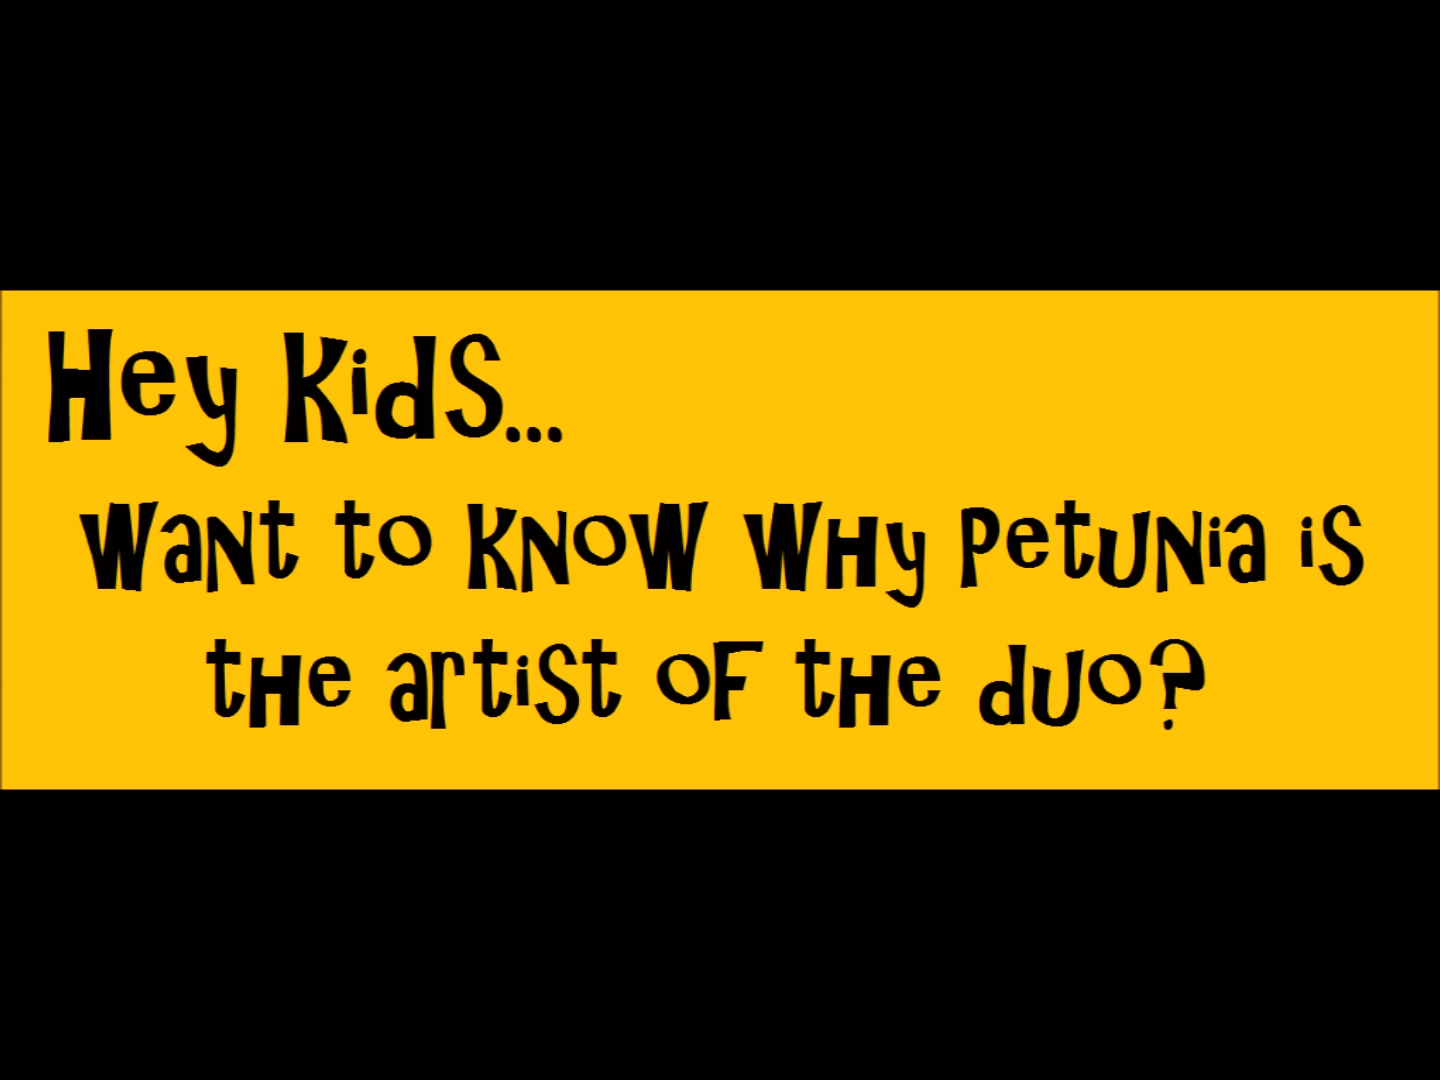 Hey Kids...
Want to know why Petunia is
the artist of the duo?